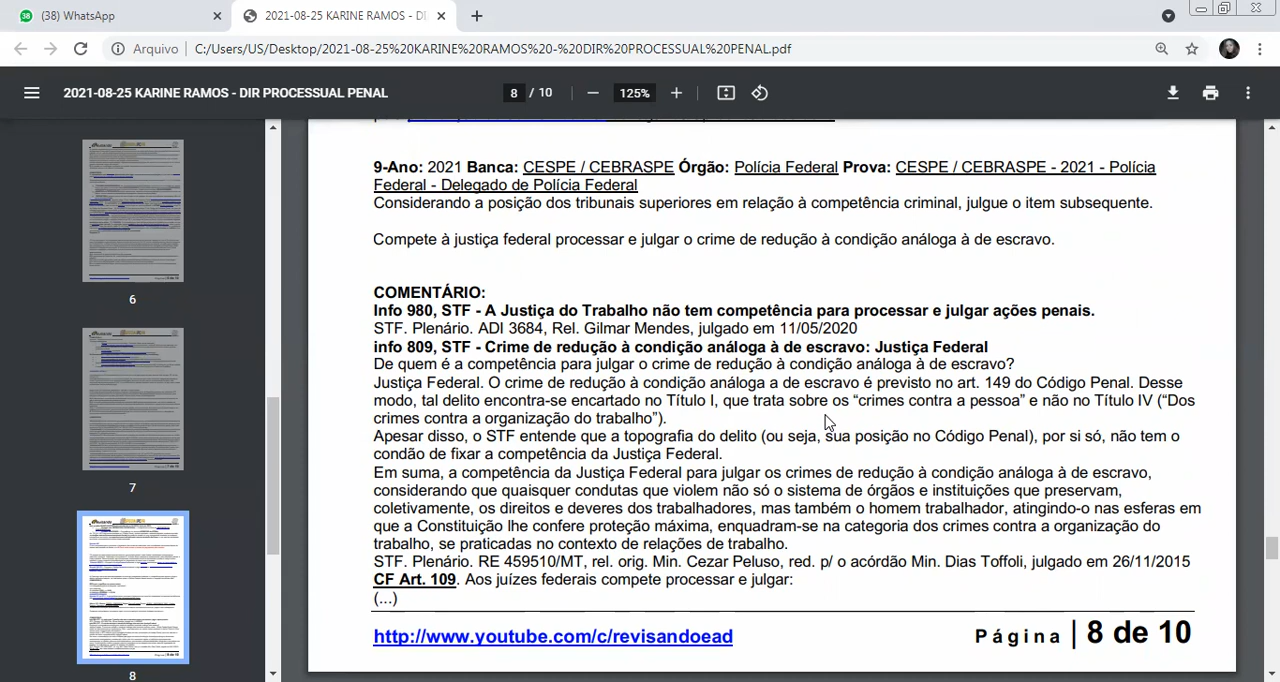 (38) WhatsApp
2021-08-25 KARINE RAMOS - DI
Arquivo C:/Users/US/Desktop/2021-08-25%20KARINE%20RAMOS%20-%20DIR%20PROCESSUAL%20PENAL.pdf
2021-08-25 KARINE RAMOS - DIR PROCESSUAL PENAL
8 / 10
125%
6
7
8
9-Ano: 2021 Banca: CESPE / CEBRASPE Órgão: Polícia Federal Prova: CESPE / CEBRASPE - 2021 - Polícia
Federal - Delegado de Polícia Federal
Considerando a posição dos tribunais superiores em relação à competência criminal, julgue o item subsequente.
Compete à justiça federal processar e julgar o crime de redução à condição análoga à de escravo.
COMENTÁRIO:
Info 980, STF - A Justiça do Trabalho não tem competência para processar e julgar ações penais.
STF. Plenário. ADI 3684, Rel. Gilmar Mendes, julgado em 11/05/2020
info 809, STF - Crime de redução à condição análoga à de escravo: Justiça Federal
De quem é a competência para julgar o crime de redução à condição análoga à de escravo?
Justiça Federal. O crime de redução à condição análoga a de escravo é previsto no art. 149 do Código Penal. Desse
modo, tal delito encontra-se encartado no Título I, que trata sobre os “crimes contra a pessoa” e não no Título IV (“Dos
crimes contra a organização do trabalho”).
Apesar disso, o STF entende que a topografia do delito (ou seja, sua posição no Código Penal), por si só, não tem o
condão de fixar a competência da Justiça Federal.
Em suma, a competência da Justiça Federal para julgar os crimes de redução à condição análoga à de escravo,
considerando que quaisquer condutas que violem não só o sistema de órgãos e instituições que preservam,
coletivamente, os direitos e deveres dos trabalhadores, mas também o homem trabalhador, atingindo-o nas esferas em
que a Constituição lhe confere proteção máxima, enquadram-se na categoria dos crimes contra a organização do
trabalho, se praticadas no contexto de relações de trabalho.
STF. Plenário. RE 459510/MT, rel. orig. Min. Cezar Peluso, red. p/ o acórdão Min. Dias Toffoli, julgado em 26/11/2015
CF Art. 109. Aos juízes federais compete processar e julgar:
(...)
http://www.youtube.com/c/revisandoead
Página | 8 de 10